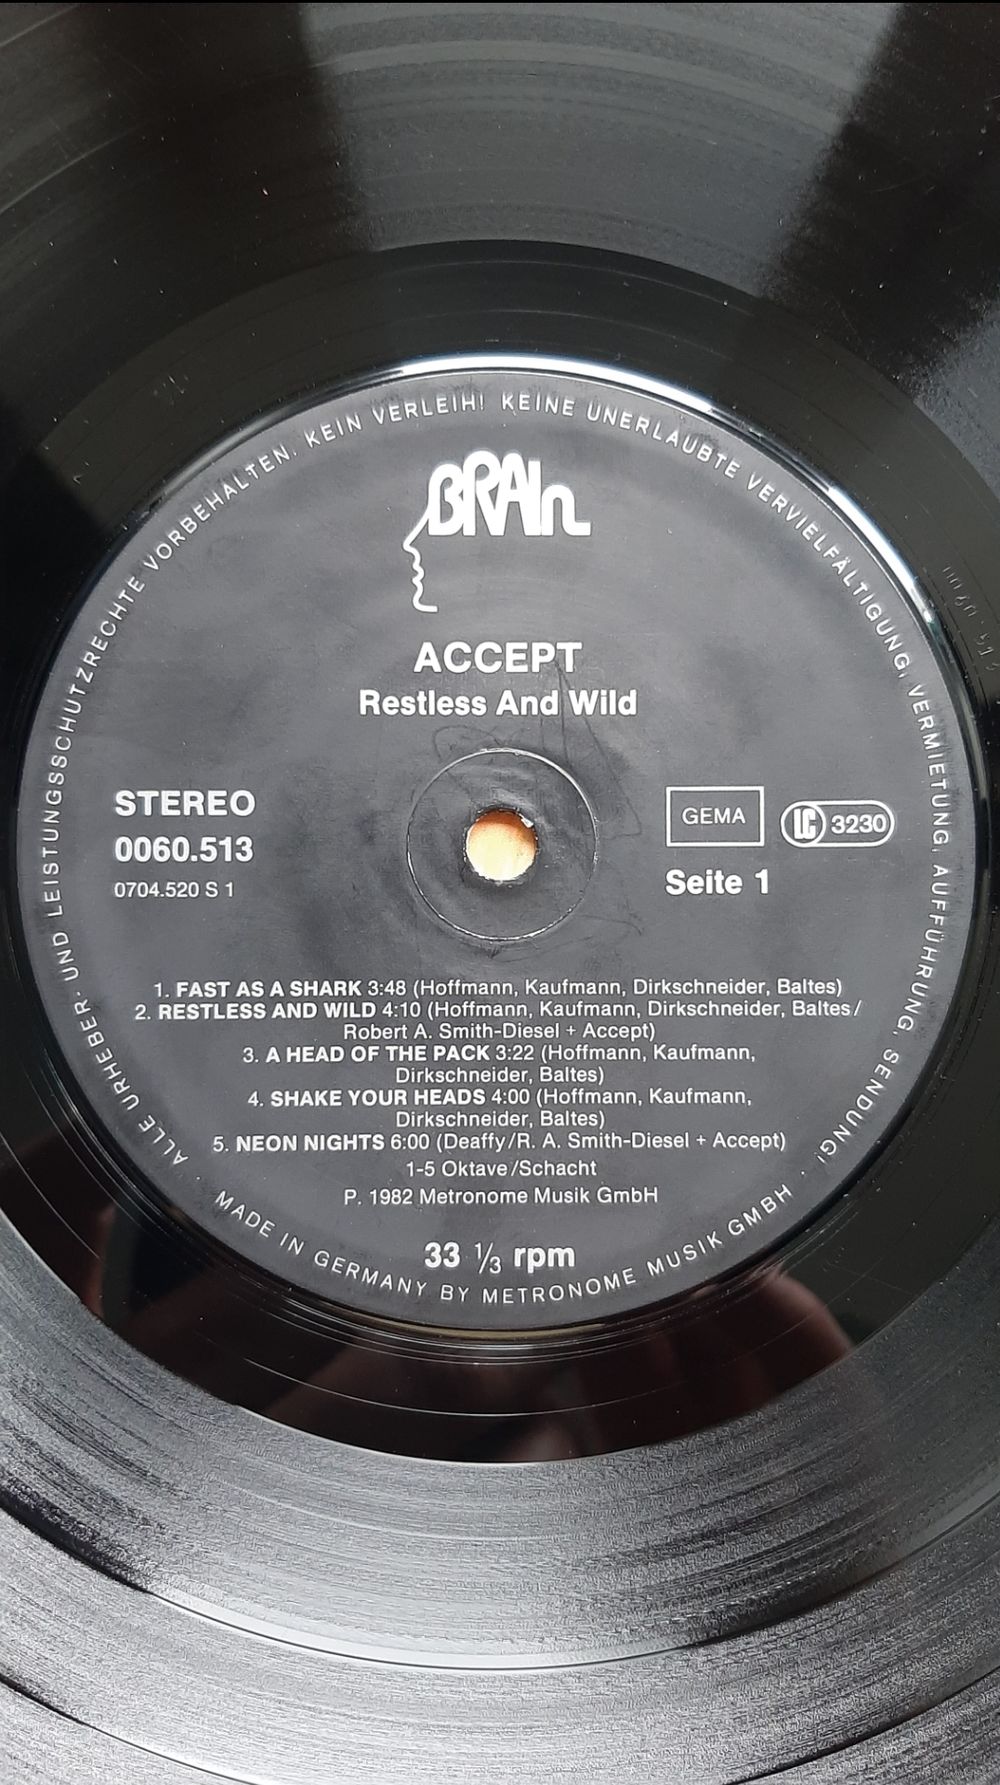 ALLE URHEBER- UND LEISTUNGSSCHUTZRECHTE VORBEHALTEN. KEIN VERLEIH! KEINE UNERLAUBTE VERVIELFÄLTIGUNG, VERMIETUNG, AUFFÜHRUNG, SENDUNG!
BRAIn
ACCEPT
Restless And Wild
STEREO
0060.513
0704.520 S 1
GEMA
LC 3230
Seite 1
1. FAST AS A SHARK 3:48 (Hoffmann, Kaufmann, Dirkschneider, Baltes)
2. RESTLESS AND WILD 4:10 (Hoffmann, Kaufmann, Dirkschneider, Baltes/
Robert A. Smith-Diesel + Accept)
3. A HEAD OF THE PACK 3:22 (Hoffmann, Kaufmann,
Dirkschneider, Baltes)
4. SHAKE YOUR HEADS 4:00 (Hoffmann, Kaufmann,
Dirkschneider, Baltes)
5. NEON NIGHTS 6:00 (Deaffy/R. A. Smith-Diesel + Accept)
1-5 Oktave/Schacht
P. 1982 Metronome Musik GmbH
33 1/3 rpm
· MADE IN GERMANY BY METRONOME MUSIK GMBH ·